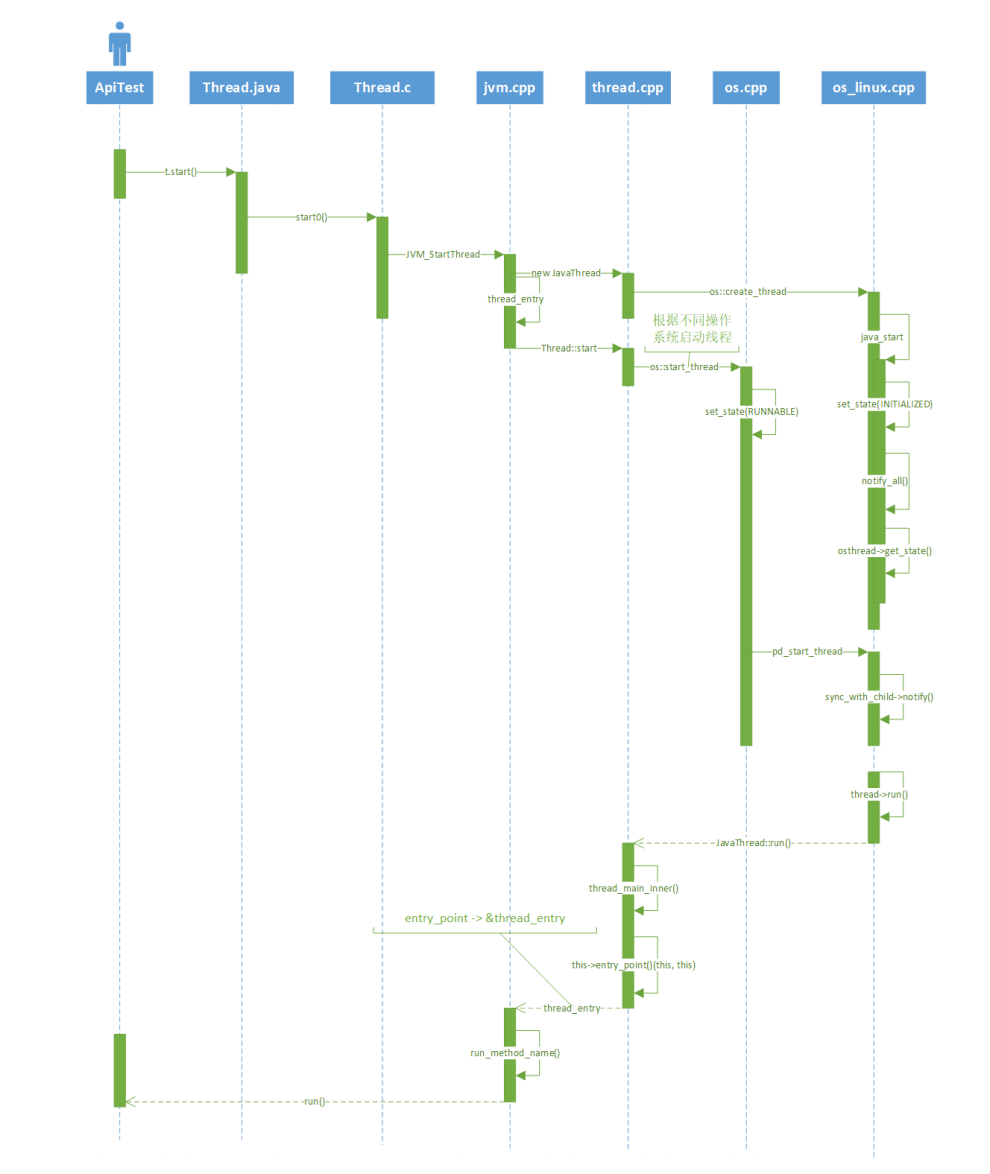 ApiTest
Thread.java
Thread.c
jvm.cpp
thread.cpp
os.cpp
os_linux.cpp
t.start()
start0()
JVM_StartThread
new JavaThread
os::create_thread
thread_entry
根据不同操作
系统启动线程
java_start
Thread::start
os::start_thread
set_state(INITIALIZED)
set_state(RUNNABLE)
notify_all()
osthread->get_state()
pd_start_thread
sync_with_child->notify()
thread->run()
JavaThread::run()
thread_main_inner()
entry_point -> &thread_entry
this->entry_point()(this, this)
thread_entry
run_method_name()
run()